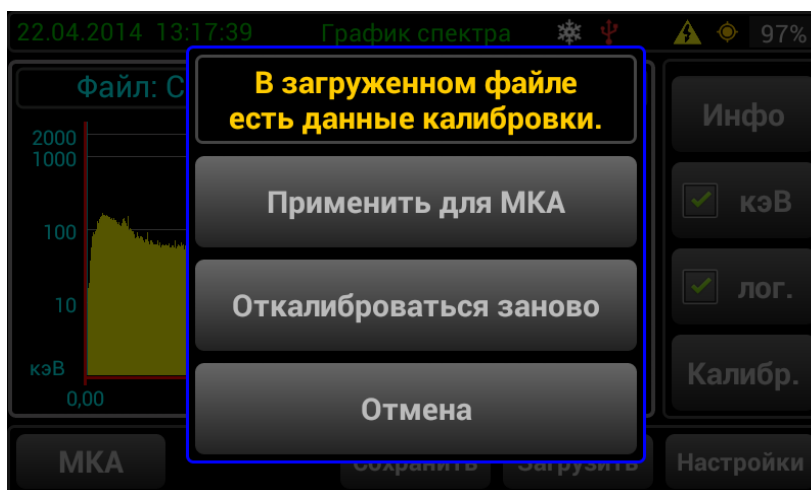 22.04.2014 13:17:39 График спектра 97%
Файл: С
В загруженном файле
есть данные калибровки.
Применить для МКА
Откалиброваться заново
Отмена
2000
1000
100
10
кэВ
0,00
Инфо
кэВ
лог.
Калибр.
МКА Сохранить Загрузить Настройки